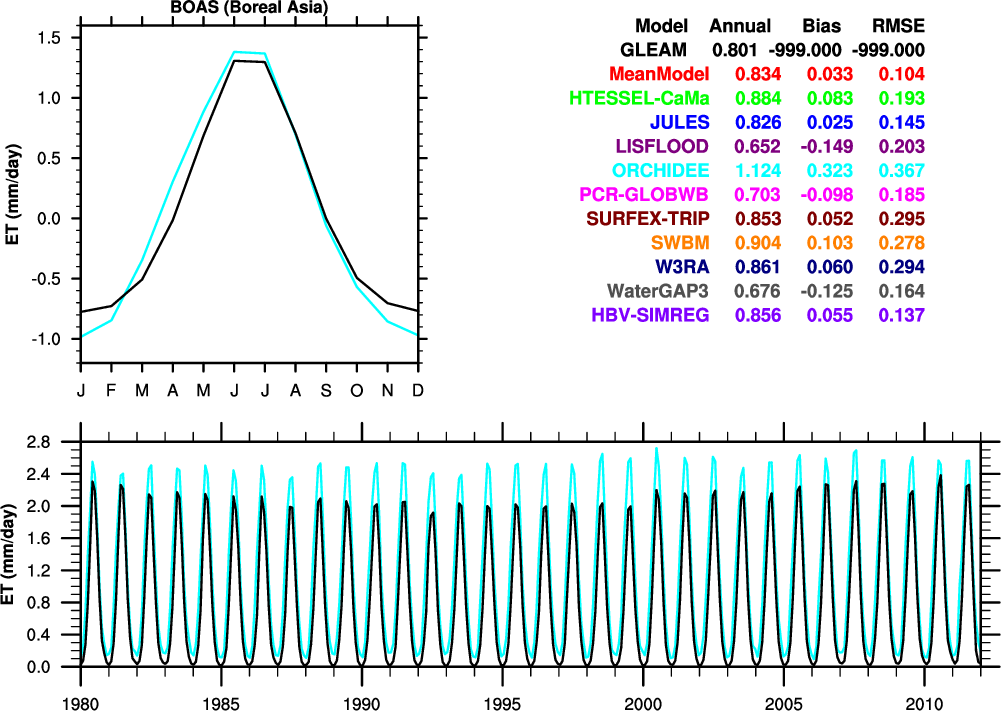 BOAS (Boreal Asia)
1.5
1.0
0.5
0.0
-0.5
-1.0
ET (mm/day)
J F M A M J J A S O N D
Model Annual Bias RMSE
GLEAM 0.801 -999.000 -999.000
MeanModel 0.834 0.033 0.104
HTESSEL-CaMa 0.884 0.083 0.193
JULES 0.826 0.025 0.145
LISFLOOD 0.652 -0.149 0.203
ORCHIDEE 1.124 0.323 0.367
PCR-GLOBWB 0.703 -0.098 0.185
SURFEX-TRIP 0.853 0.052 0.295
SWBM 0.904 0.103 0.278
W3RA 0.861 0.060 0.294
WaterGAP3 0.676 -0.125 0.164
HBV-SIMREG 0.856 0.055 0.137
2.8
2.4
2.0
1.6
1.2
0.8
0.4
0.0
ET (mm/day)
1980 1985 1990 1995 2000 2005 2010